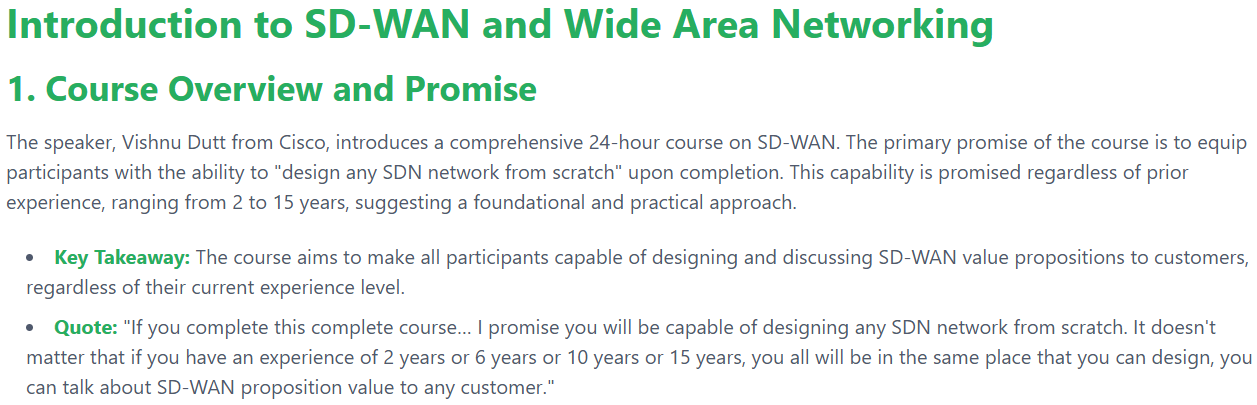 Introduction to SD-WAN and Wide Area Networking
1. Course Overview and Promise
The speaker, Vishnu Dutt from Cisco, introduces a comprehensive 24-hour course on SD-WAN. The primary promise of the course is to equip
participants with the ability to "design any SDN network from scratch" upon completion. This capability is promised regardless of prior
experience, ranging from 2 to 15 years, suggesting a foundational and practical approach.
• Key Takeaway: The course aims to make all participants capable of designing and discussing SD-WAN value propositions to customers,
regardless of their current experience level.
• Quote: "If you complete this complete course... I promise you will be capable of designing any SDN network from scratch. It doesn't
matter that if you have an experience of 2 years or 6 years or 10 years or 15 years, you all will be in the same place that you can design, you
can talk about SD-WAN proposition value to any customer."